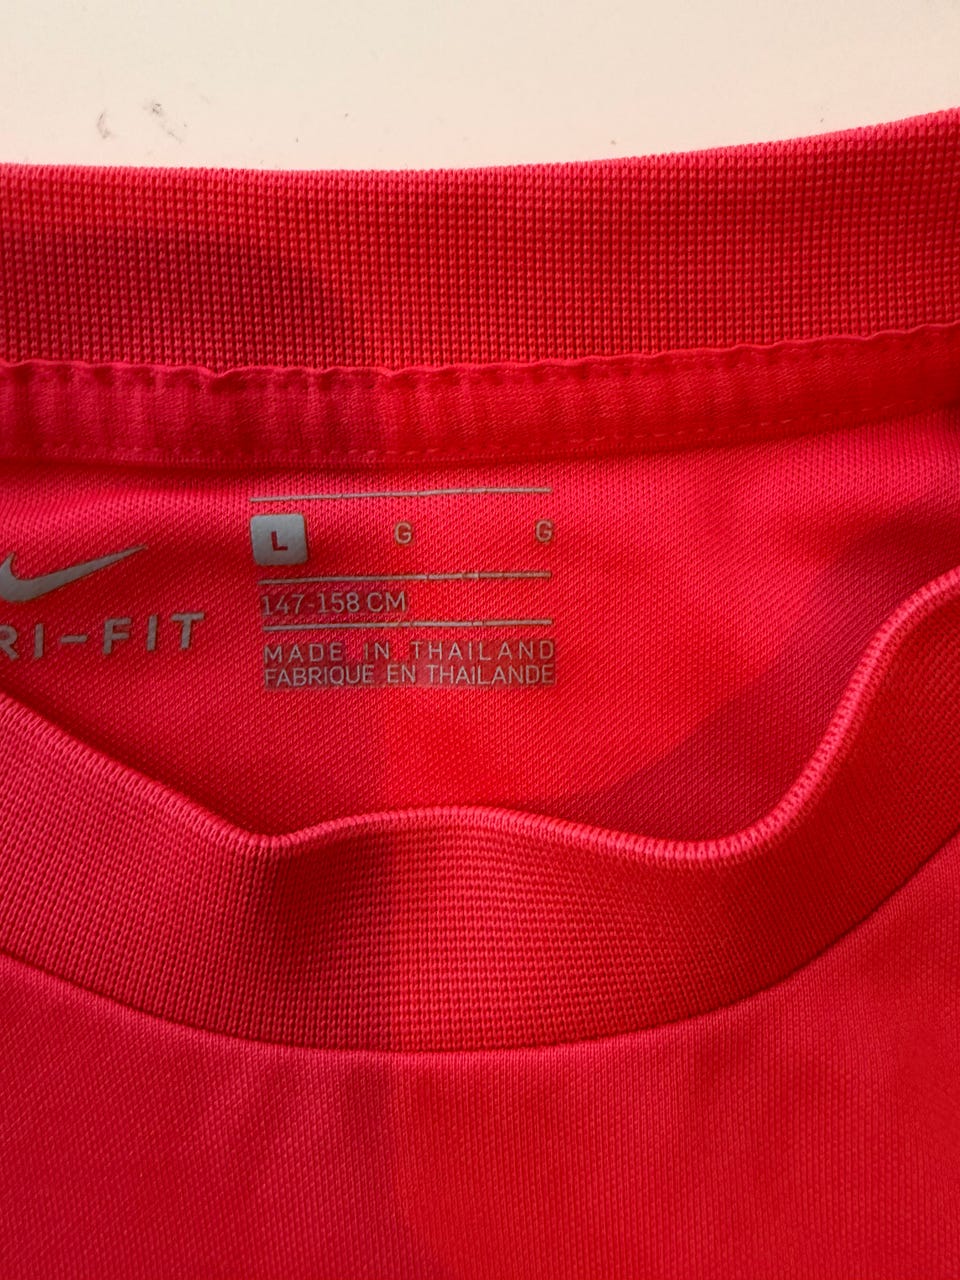 L G G
RI-FIT
147-158 CM
MADE IN THAILAND
FABRIQUE EN THAILANDE